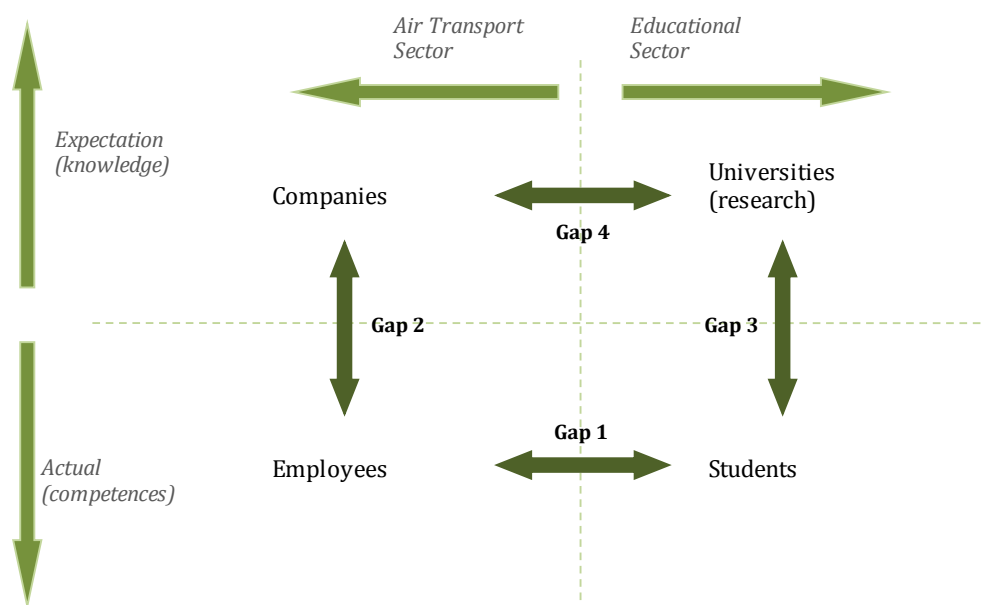 Air Transport
Sector
Educational
Sector
Expectation
(knowledge)
Companies
Universities
(research)
Gap 4
Gap 2
Gap 3
Gap 1
Actual
(competences)
Employees
Students